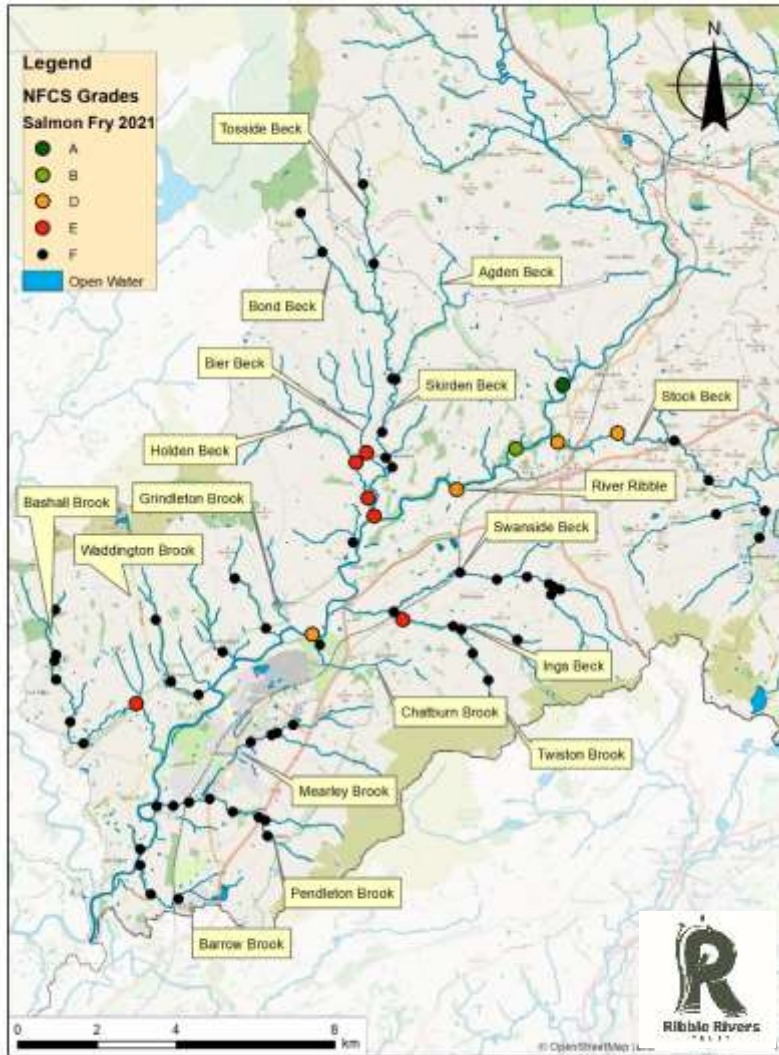 Legend
NFCS Grades
Salmon Fry 2021
A
B
D
E
F
Open Water
N
Tosside Beck
Agden Beck
Bond Beck
Bier Beck
Skirden Beck
Stock Beck
Holden Beck
River Ribble
Grindleton Brook
Bashall Brook
Swanside Beck
Waddington Brook
Ings Beck
Chatburn Brook
Twiston Brook
Mearley Brook
Pendleton Brook
Barrow Brook
Ribble Rivers
0 2 4 8
km
© OpenStreetMap